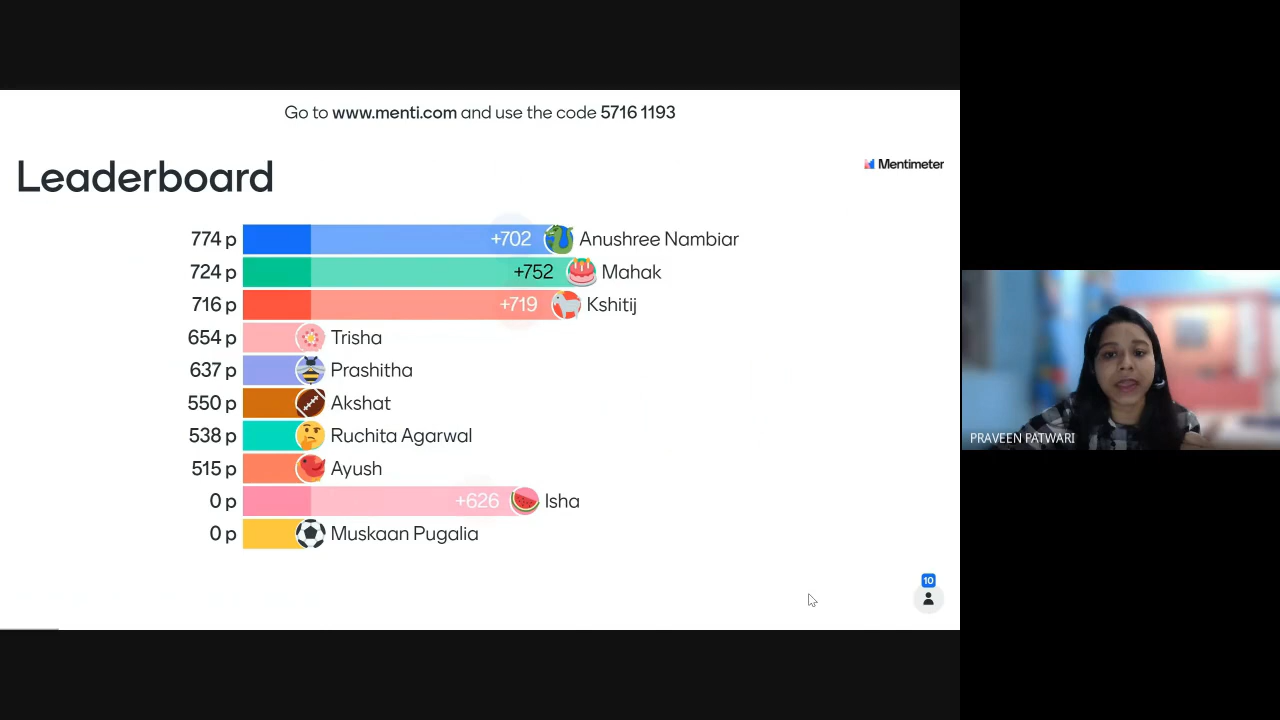 Go to www.menti.com and use the code 5716 1193
Leaderboard
Mentimeter
774 p +702 Anushree Nambiar
724 p +752 Mahak
716 p +719 Kshitij
654 p Trisha
637 p Prashitha
550 p Akshat
538 p Ruchita Agarwal
515 p Ayush
0 p +626 Isha
0 p Muskaan Pugalia
10
PRAVEEN PATWARI